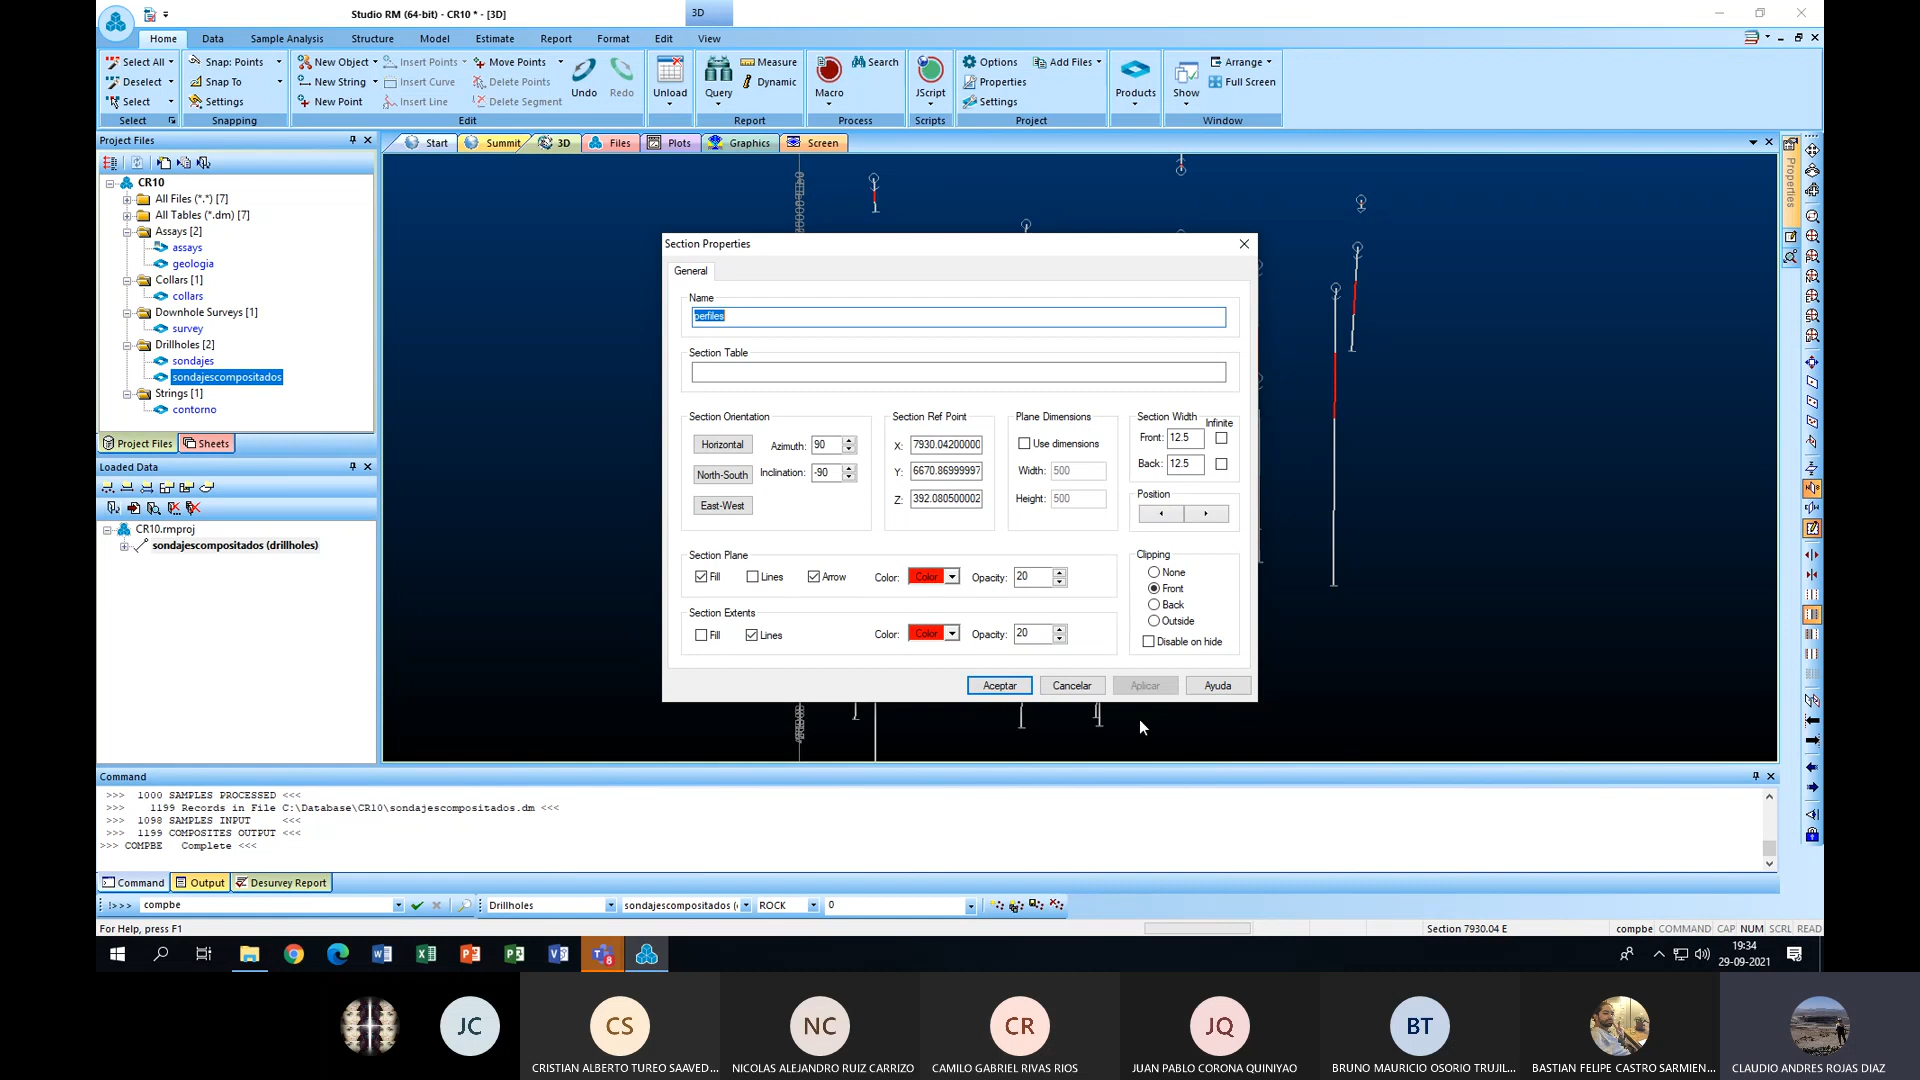 Studio RM (64-bit) - CR10 * - [3D]
3D
Home
Data
Sample Analysis
Structure
Model
Estimate
Report
Format
Edit
View
Select All
Deselect
Select
Select
Snap: Points
Snap To
Settings
Snapping
New Object
New String
New Point
Insert Points
Insert Curve
Insert Line
Move Points
Delete Points
Delete Segment
Edit
Undo
Redo
Unload
Query
Measure
Dynamic
Report
Macro
Search
Process
JScript
Scripts
Options
Properties
Settings
Add Files
Project
Products
Show
Arrange
Full Screen
Window
Project Files
CR10
All Files (*.*) [7]
All Tables (*.dm) [7]
Assays [2]
assays
geologia
Collars [1]
collars
Downhole Surveys [1]
survey
Drillholes [2]
sondajes
sondajescompositados
Strings [1]
contorno
Project Files
Sheets
Loaded Data
CR10.rmproj
sondajescompositados (drillholes)
Start
Summit
3D
Files
Plots
Graphics
Screen
Properties
Section Properties
General
Name
perfiles
Section Table
Section Orientation
Horizontal
North-South
East-West
Azimuth: 90
Inclination: -90
Section Ref Point
X: 7930.04200000
Y: 6670.86999997
Z: 392.080500002
Plane Dimensions
Use dimensions
Width: 500
Height: 500
Section Width
Infinite
Front: 12.5
Back: 12.5
Position
Section Plane
Fill
Lines
Arrow
Color: Color
Opacity: 20
Section Extents
Fill
Lines
Color: Color
Opacity: 20
Clipping
None
Front
Back
Outside
Disable on hide
Aceptar
Cancelar
Aplicar
Ayuda
Command
>>> 1000 SAMPLES PROCESSED <<<
>>> 1199 Records in File C:\Database\CR10\sondajescompositados.dm <<<
>>> 1098 SAMPLES INPUT <<<
>>> 1199 COMPOSITES OUTPUT <<<
>>> COMPBE Complete <<<
Command
Output
Desurvey Report
!>>> compbe
Drillholes
sondajescompositados (
ROCK
0
For Help, press F1
Section 7930.04 E
compbe
COMMAND
CAP
NUM
SCRL
READ
19:34
29-09-2021
JC
CS
NC
CR
JQ
BT
CRISTIAN ALBERTO TUREO SAAVED...
NICOLAS ALEJANDRO RUIZ CARRIZO
CAMILO GABRIEL RIVAS RIOS
JUAN PABLO CORONA QUINIYAO
BRUNO MAURICIO OSORIO TRUJIL...
BASTIAN FELIPE CASTRO SARMIEN...
CLAUDIO ANDRES ROJAS DIAZ